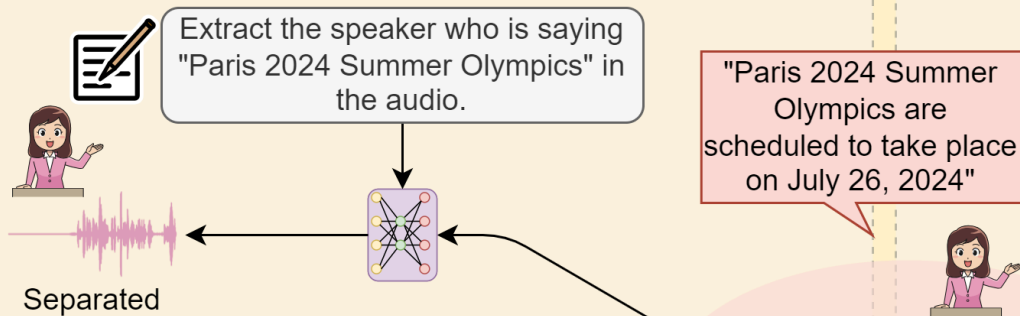 Extract the speaker who is saying
"Paris 2024 Summer Olympics" in
the audio.
"Paris 2024 Summer
Olympics are
scheduled to take place
on July 26, 2024"
Separated